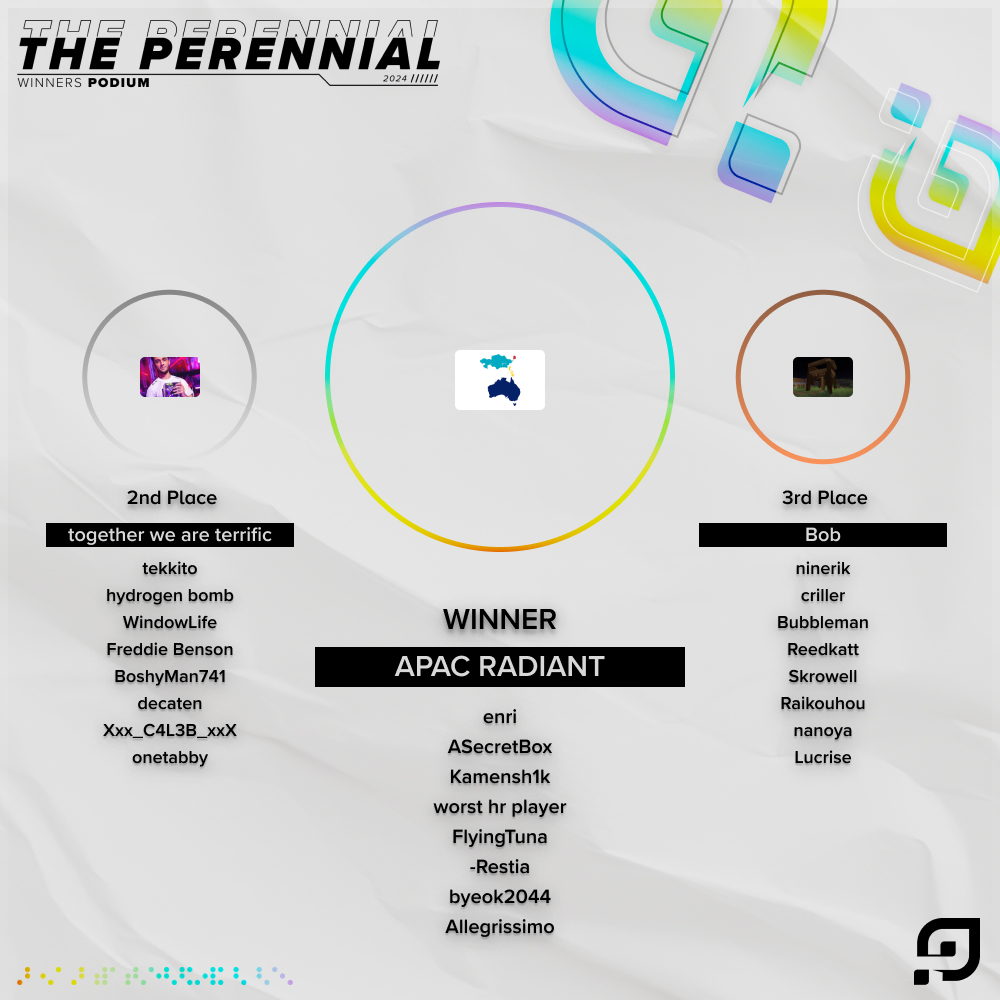 THE PERENNIAL
THE PERENNIAL
WINNERS PODIUM
2024 //////
2nd Place
together we are terrific
tekkito
hydrogen bomb
WindowLife
Freddie Benson
BoshyMan741
decaten
Xxx_C4L3B_xxX
onetabby
WINNER
APAC RADIANT
enri
ASecretBox
Kamensh1k
worst hr player
FlyingTuna
-Restia
byeok2044
Allegrissimo
3rd Place
Bob
ninerik
criller
Bubbleman
Reedkatt
Skrowell
Raikouhou
nanoya
Lucrise